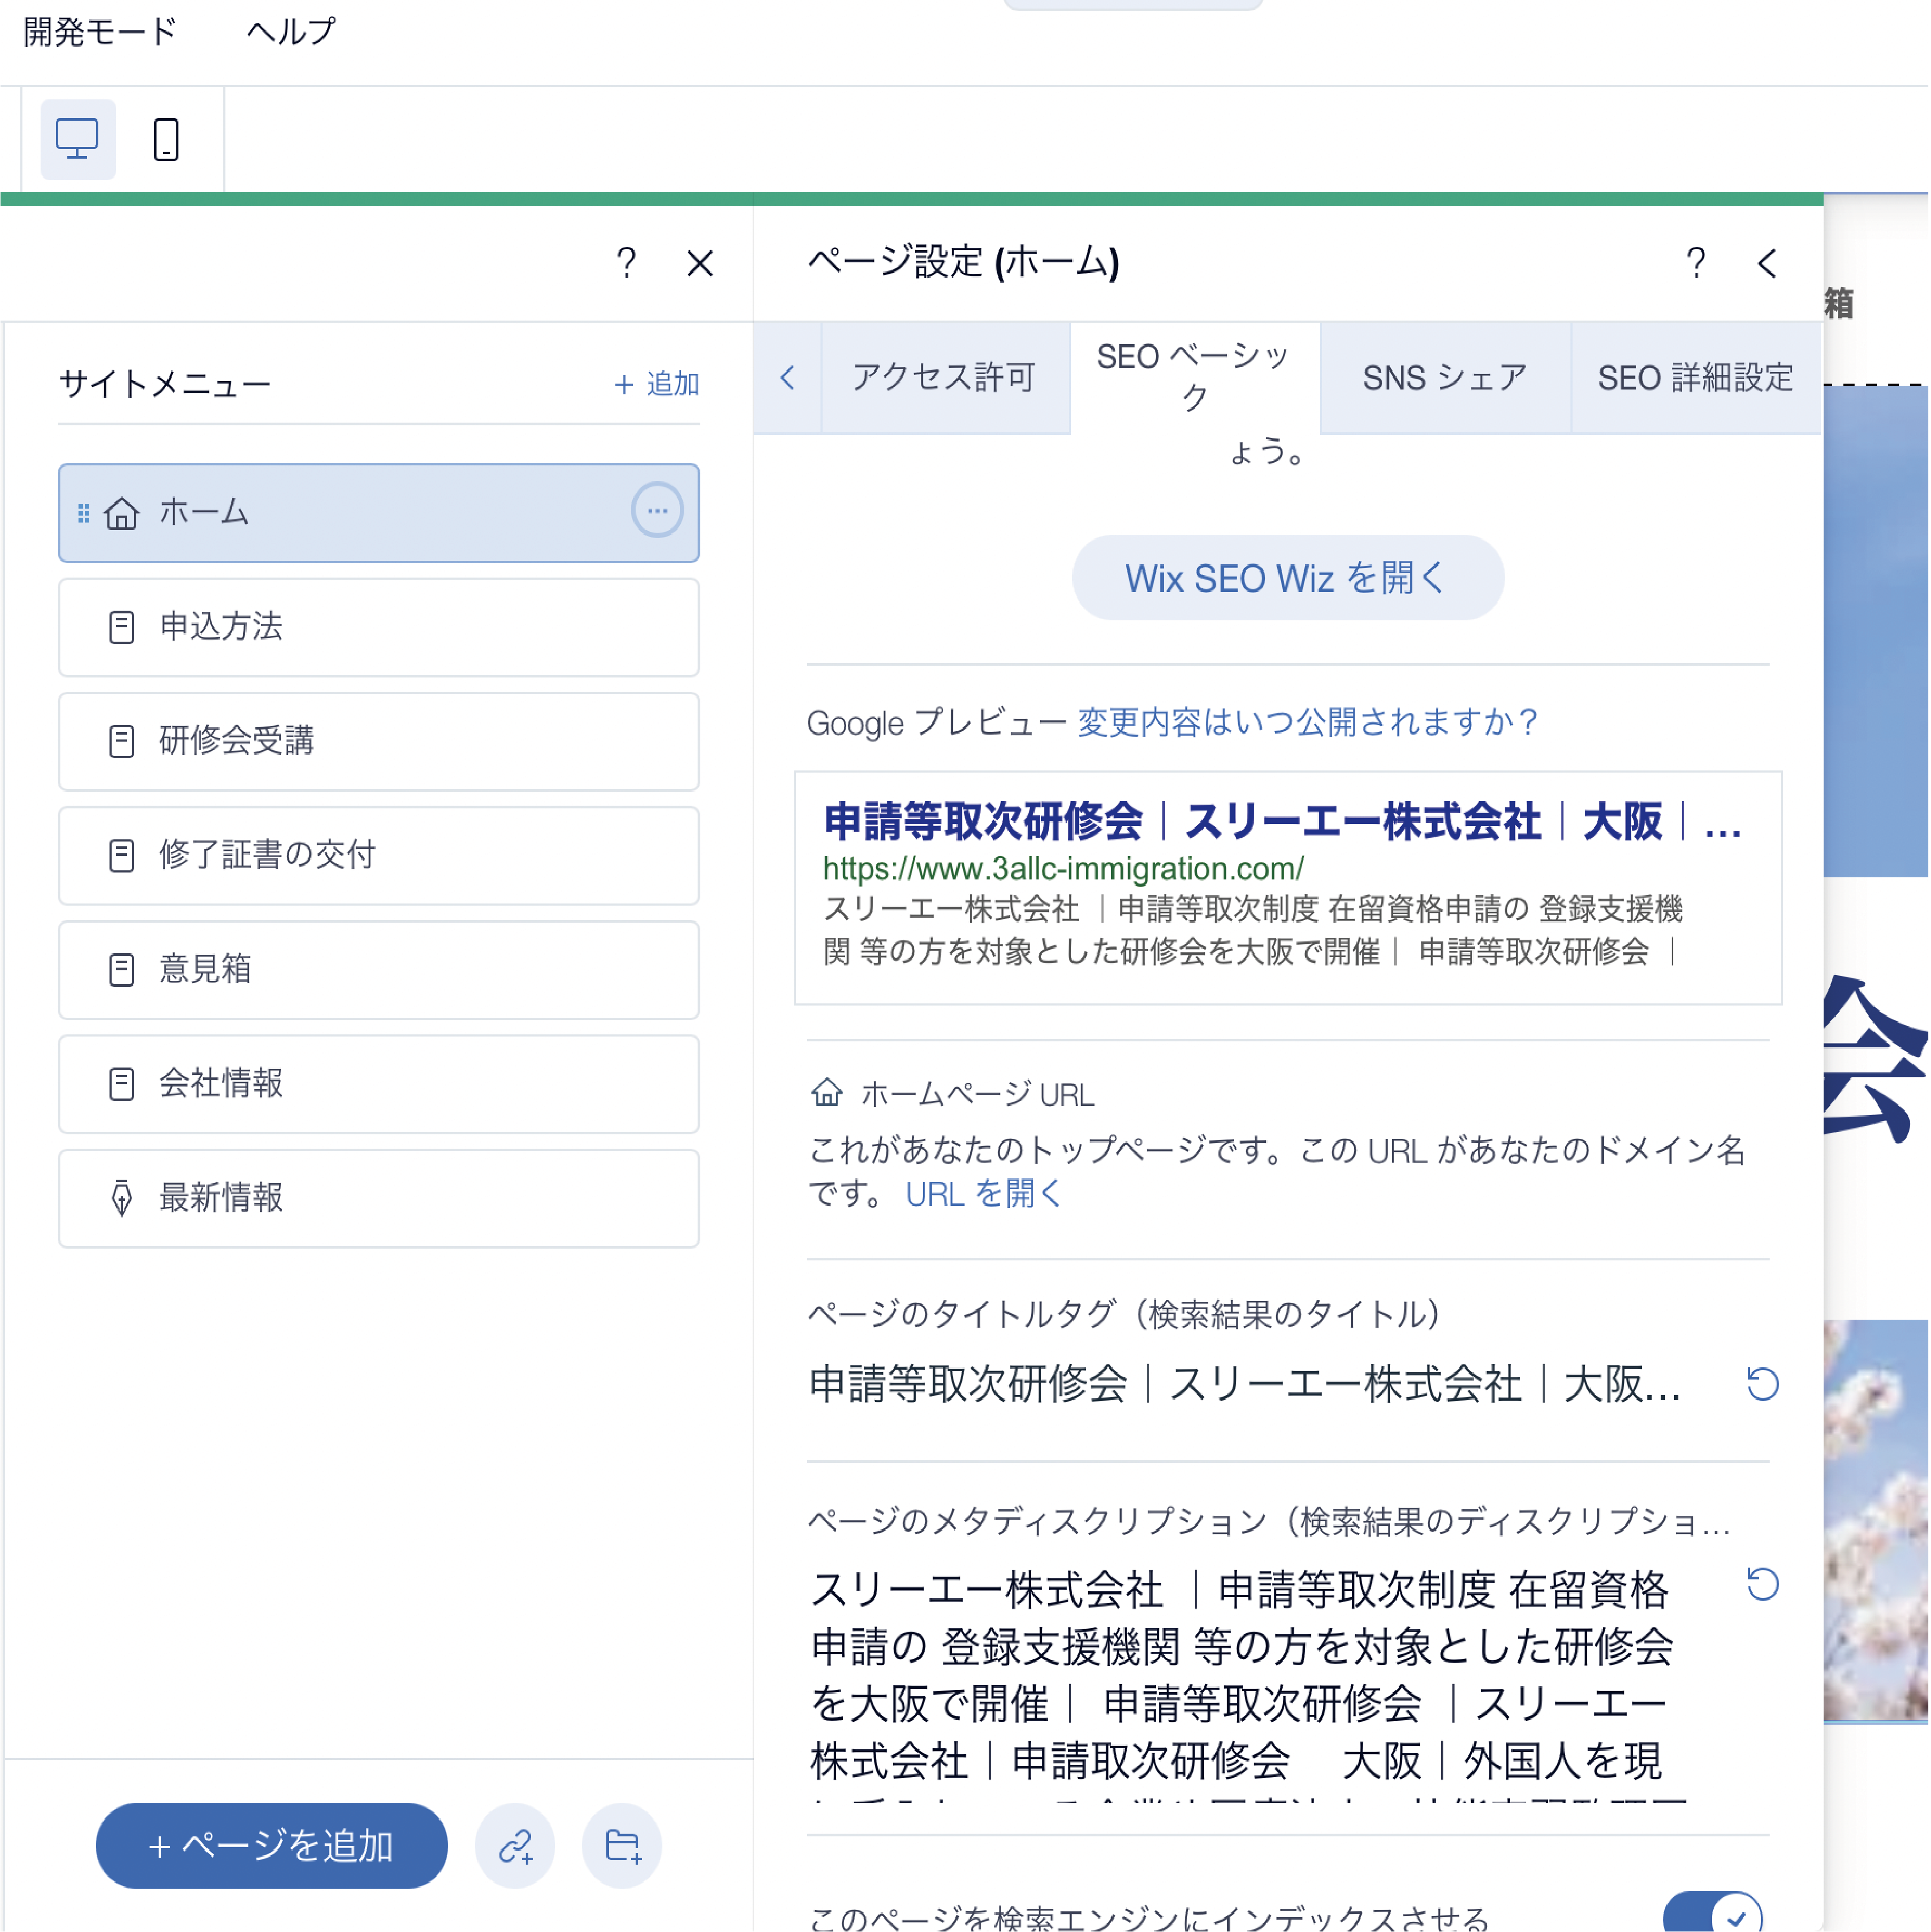 開発モード ヘルプ
?
ページ設定 (ホーム)
?
箱
サイトメニュー
+ 追加
ホーム
申込方法
研修会受講
修了証書の交付
意見箱
会社情報
最新情報
+ ページを追加
アクセス許可
SEO ベーシッ
ク
SNS シェア
SEO 詳細設定
ょう。
Wix SEO Wiz を開く
Google プレビュー 変更内容はいつ公開されますか？
申請等取次研修会｜スリーエー株式会社｜大阪｜...
https://www.3allc-immigration.com/
スリーエー株式会社 ｜申請等取次制度 在留資格申請の 登録支援機
関 等の方を対象とした研修会を大阪で開催｜ 申請等取次研修会 ｜
ホームページ URL
これがあなたのトップページです。この URL があなたのドメイン名
です。 URL を開く
ページのタイトルタグ（検索結果のタイトル）
申請等取次研修会｜スリーエー株式会社｜大阪...
ページのメタディスクリプション（検索結果のディスクリプショ...
スリーエー株式会社 ｜申請等取次制度 在留資格
申請の 登録支援機関 等の方を対象とした研修会
を大阪で開催｜ 申請等取次研修会 ｜スリーエー
株式会社｜申請取次研修会　大阪｜外国人を現
このページを検索エンジンにインデックスさせる
会